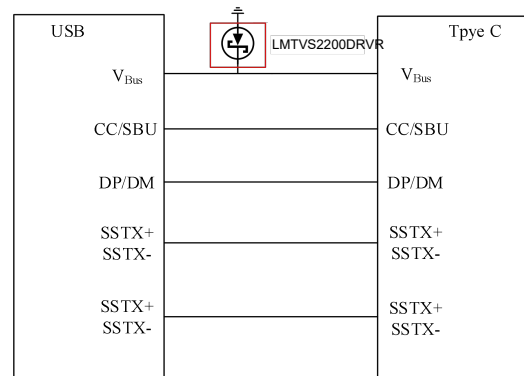 USB
Tpye C
LMTVS2200DRVR
VBus
VBus
CC/SBU
CC/SBU
DP/DM
DP/DM
SSTX+
SSTX-
SSTX+
SSTX-
SSTX+
SSTX-
SSTX+
SSTX-